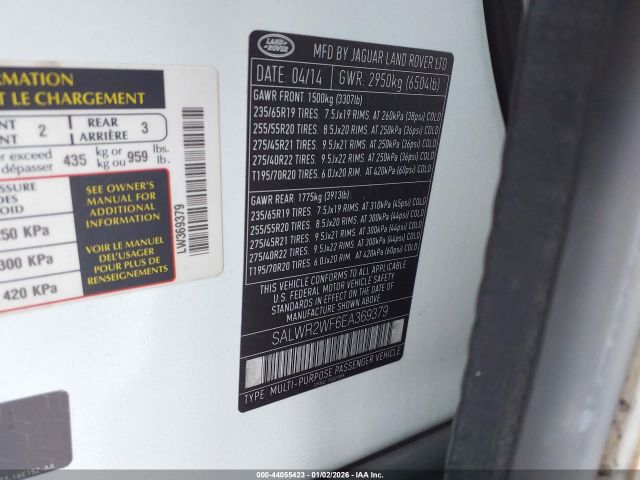 ORMATION
T LE CHARGEMENT
NT 2 REAR ARRIÈRE 3
er exceed
dépasser 435 kg or kg ou 959 lbs. lb.
SSURE
DES
OID
250 KPa
300 KPa
420 KPa
SEE OWNER'S
MANUAL FOR
ADDITIONAL
INFORMATION
VOIR LE MANUEL
DE L'USAGER
POUR PLUS DE
RENSEIGNEMENTS
LW369379
LAND ROVER
MFD BY JAGUAR LAND ROVER LTD
DATE: 04/14 GWR: 2950kg (6504lb)
GAWR FRONT: 1500kg (3307lb)
235/65R19 TIRES. 7.5Jx19 RIMS. AT 260kPa (38psi) COLD
255/55R20 TIRES. 8.5Jx20 RIMS. AT 250kPa (36psi) COLD
275/45R21 TIRES. 9.5Jx21 RIMS. AT 250kPa (36psi) COLD
275/40R22 TIRES. 9.5Jx22 RIMS. AT 250kPa (36psi) COLD
T195/70R20 TIRES. 6.0Jx20 RIMS. AT 420kPa (60psi) COLD
GAWR REAR: 1775kg (3913lb)
235/65R19 TIRES. 7.5Jx19 RIMS. AT 310kPa (45psi) COLD
255/55R20 TIRES. 8.5Jx20 RIMS. AT 300kPa (44psi) COLD
275/45R21 TIRES. 9.5Jx21 RIMS. AT 300kPa (44psi) COLD
275/40R22 TIRES. 9.5Jx22 RIMS. AT 300kPa (44psi) COLD
T195/70R20 TIRES. 6.0Jx20 RIMS. AT 420kPa (60psi) COLD
THIS VEHICLE CONFORMS TO ALL APPLICABLE
U.S. FEDERAL MOTOR VEHICLE SAFETY
STANDARDS IN EFFECT ON THE DATE OF
MANUFACTURE SHOWN ABOVE
SALWR2WF6EA369379
TYPE: MULTI-PURPOSE PASSENGER VEHICLE
000-44055423 - 01/02/2026 - IAAI.com